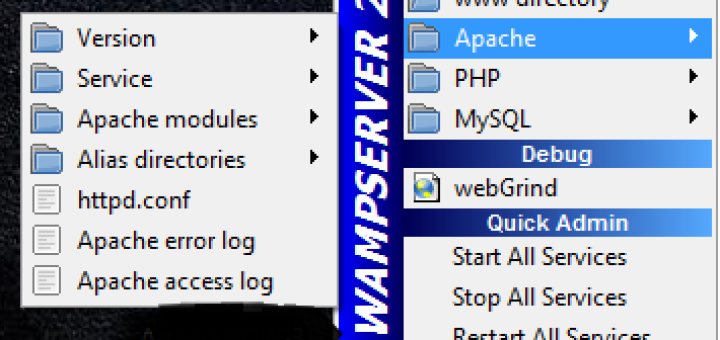 Version
Service
Apache modules
Alias directories
httpd.conf
Apache error log
Apache access log
WAMPSERVER 2
www directory
Apache
PHP
MySQL
Debug
webGrind
Quick Admin
Start All Services
Stop All Services
Restart All Services